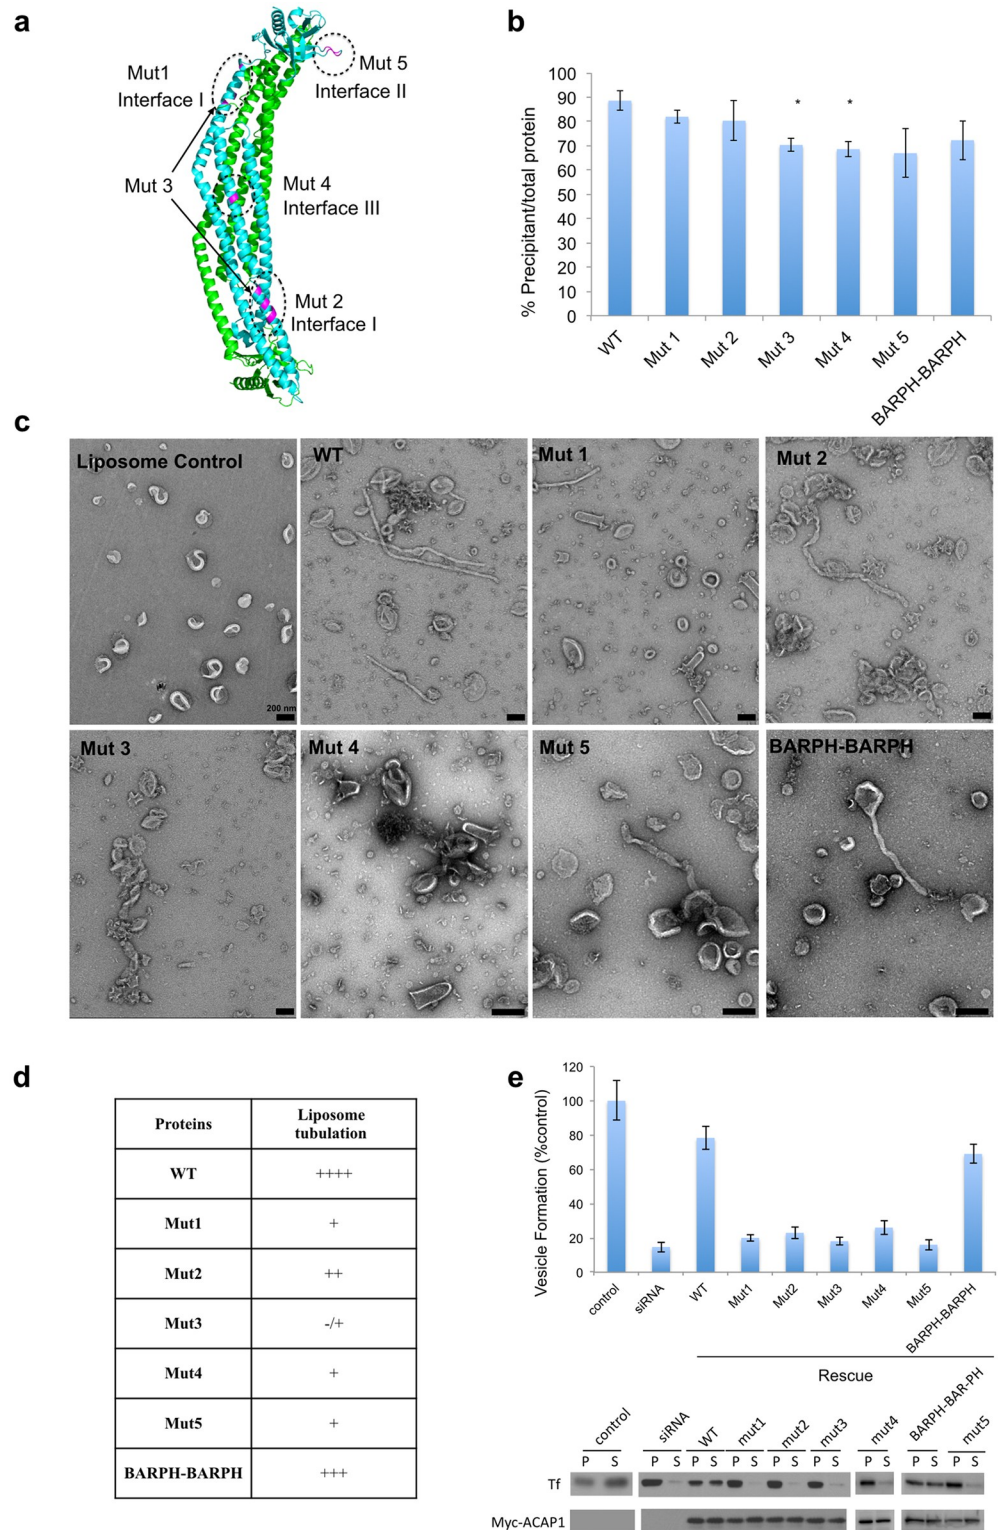 a
Mut1
Interface I
Mut 5
Interface II
Mut 3
Mut 4
Interface III
Mut 2
Interface I
b
% Precipitant/total protein
100
90
80
70
60
50
40
30
20
10
0
* *
WT Mut 1 Mut 2 Mut 3 Mut 4 Mut 5 BARPH-BARPH
c
Liposome Control
200 nm
WT
Mut 1
Mut 2
Mut 3
Mut 4
Mut 5
BARPH-BARPH
d
Proteins Liposome tubulation
WT ++++
Mut1 +
Mut2 ++
Mut3 -/+
Mut4 +
Mut5 +
BARPH-BARPH +++
e
Vesicle Formation (%control)
120
100
80
60
40
20
0
control siRNA WT Mut1 Mut2 Mut3 Mut4 Mut5 BARPH-BARPH
Rescue
control siRNA WT mut1 mut2 mut3 mut4 BARPH-BAR-PH mut5
P S P S P S P S P S P S P S P S P S
Tf
Myc-ACAP1